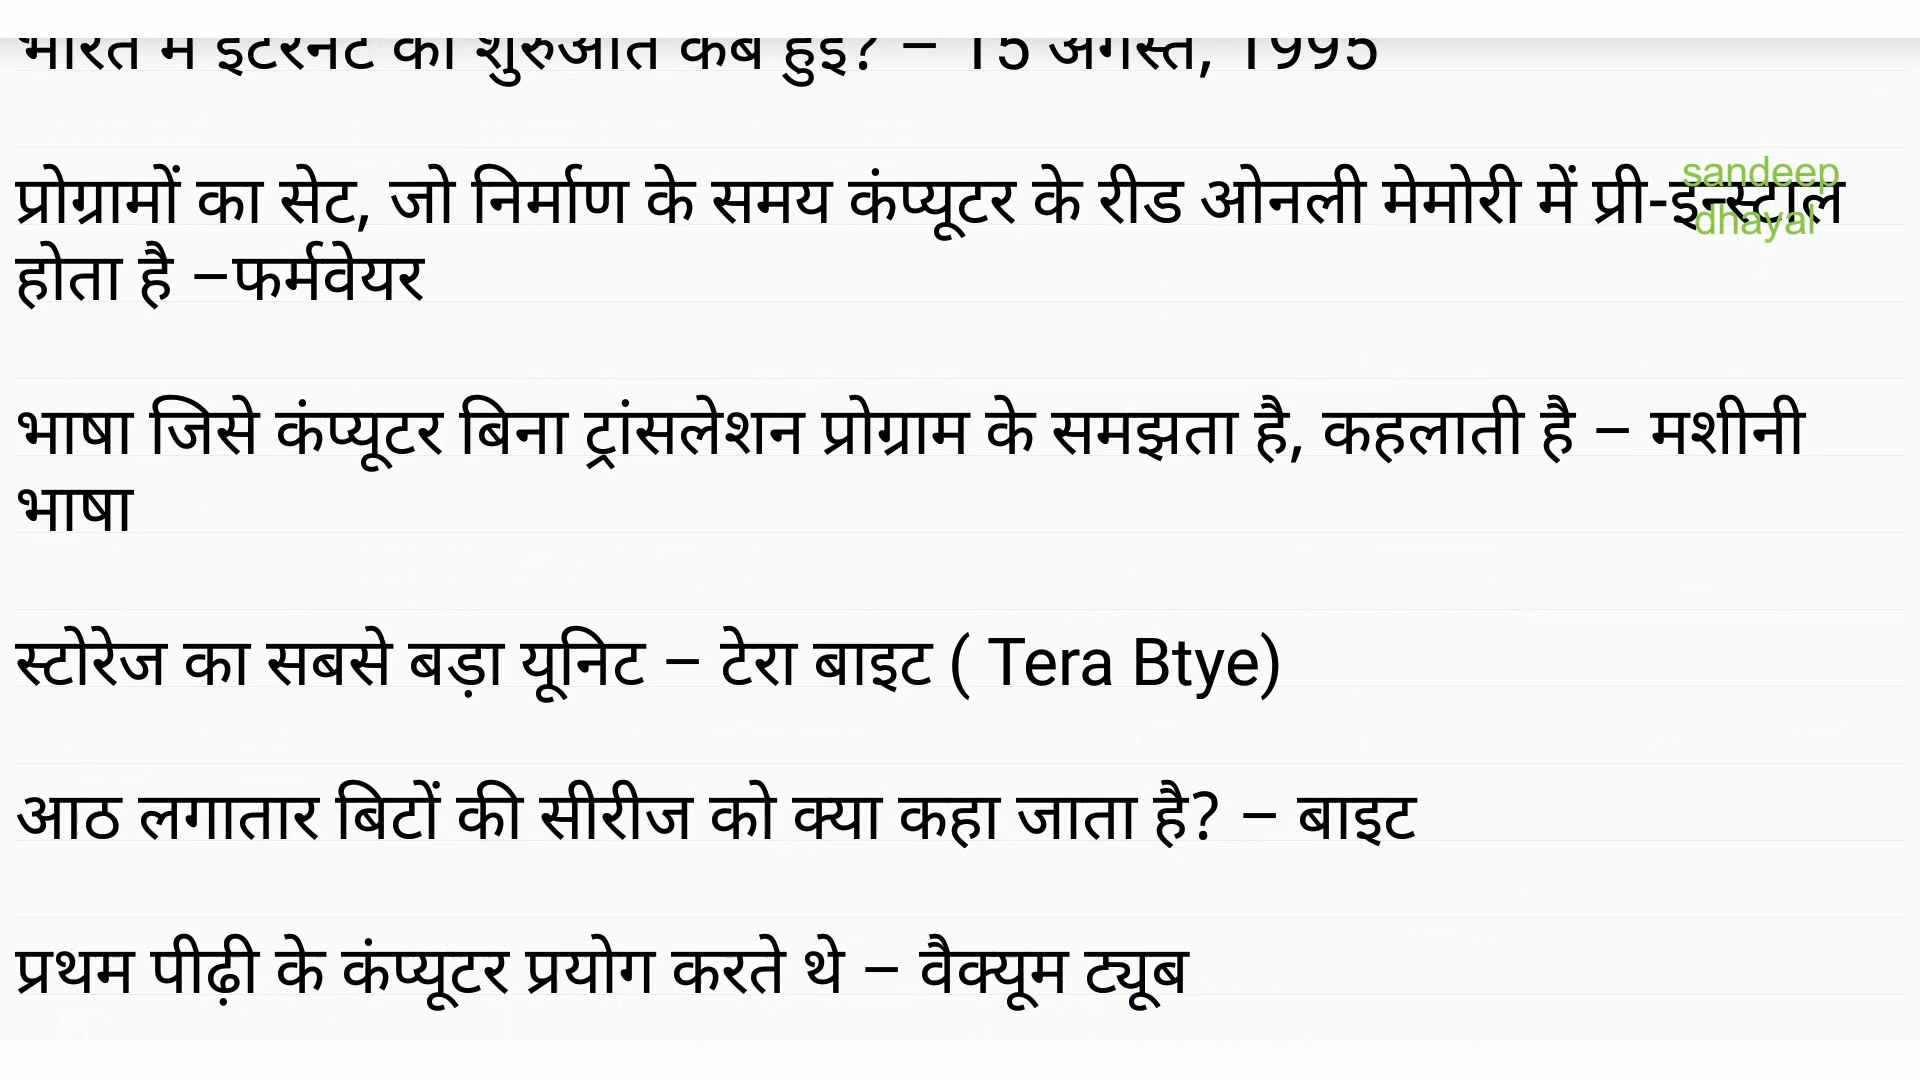 भारत में इंटरनेट की शुरुआत कब हुई? – 15 अगस्त, 1995
प्रोग्रामों का सेट, जो निर्माण के समय कंप्यूटर के रीड ओनली मेमोरी में प्री-इन्स्टाल
sandeep
dhayal
होता है –फर्मवेयर
भाषा जिसे कंप्यूटर बिना ट्रांसलेशन प्रोग्राम के समझता है, कहलाती है – मशीनी
भाषा
स्टोरेज का सबसे बड़ा यूनिट – टेरा बाइट ( Tera Btye)
आठ लगातार बिटों की सीरीज को क्या कहा जाता है? – बाइट
प्रथम पीढ़ी के कंप्यूटर प्रयोग करते थे – वैक्यूम ट्यूब